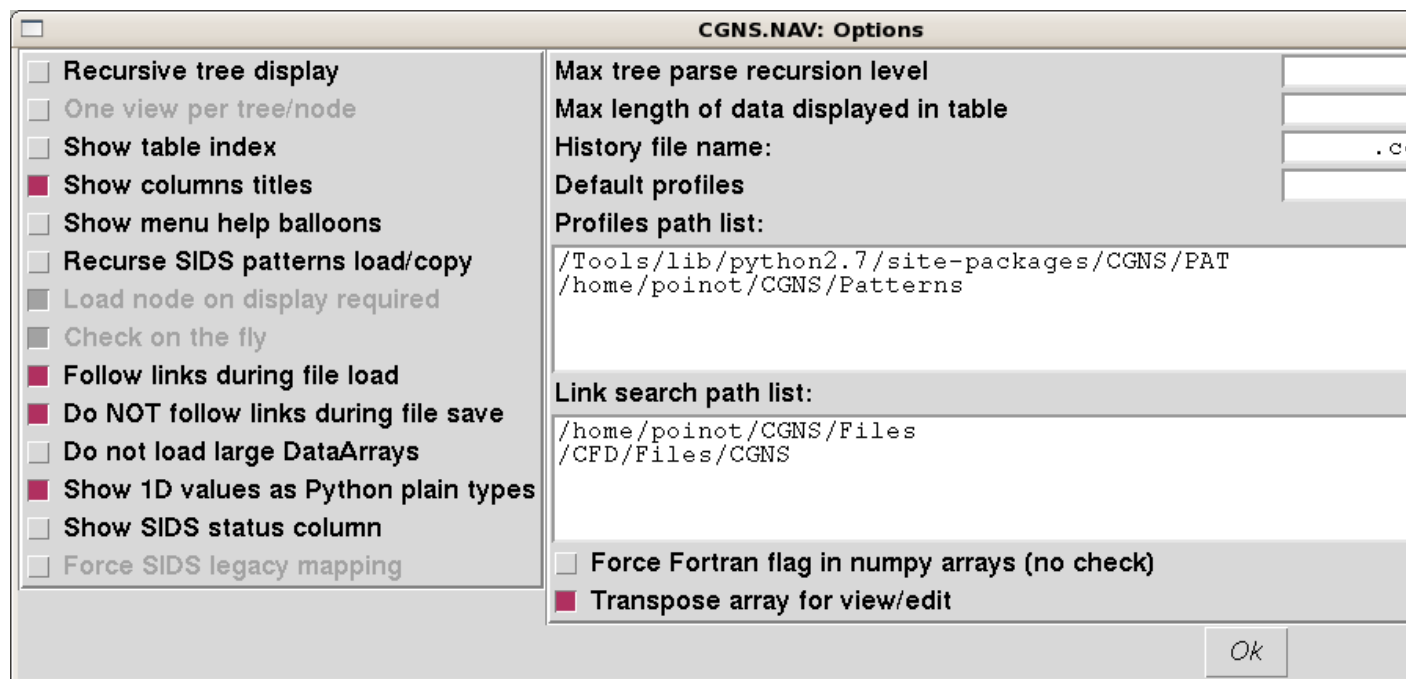 CGNS.NAV: Options
Recursive tree display
One view per tree/node
Show table index
Show columns titles
Show menu help balloons
Recurse SIDS patterns load/copy
Load node on display required
Check on the fly
Follow links during file load
Do NOT follow links during file save
Do not load large DataArrays
Show 1D values as Python plain types
Show SIDS status column
Force SIDS legacy mapping
Max tree parse recursion level
Max length of data displayed in table
History file name:
Default profiles
Profiles path list:
/Tools/lib/python2.7/site-packages/CGNS/PAT
/home/poinot/CGNS/Patterns
Link search path list:
/home/poinot/CGNS/Files
/CFD/Files/CGNS
Force Fortran flag in numpy arrays (no check)
Transpose array for view/edit
Ok